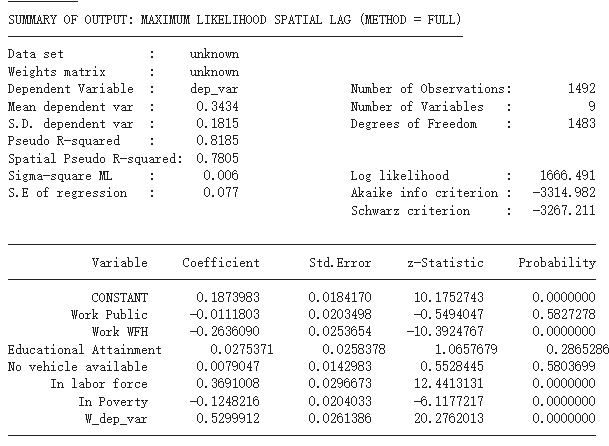 SUMMARY OF OUTPUT: MAXIMUM LIKELIHOOD SPATIAL LAG (METHOD = FULL)
Data set : unknown
Weights matrix : unknown
Dependent Variable : dep_var Number of Observations: 1492
Mean dependent var : 0.3434 Number of Variables : 9
S.D. dependent var : 0.1815 Degrees of Freedom : 1483
Pseudo R-squared : 0.8185
Spatial Pseudo R-squared: 0.7805
Sigma-square ML : 0.006 Log likelihood : 1666.491
S.E of regression : 0.077 Akaike info criterion : -3314.982
Schwarz criterion : -3267.211
Variable Coefficient Std.Error z-Statistic Probability
CONSTANT 0.1873983 0.0184170 10.1752743 0.0000000
Work Public -0.0111803 0.0203498 -0.5494047 0.5827278
Work WFH -0.2636090 0.0253654 -10.3924767 0.0000000
Educational Attainment 0.0275371 0.0258378 1.0657679 0.2865286
No vehicle available 0.0079047 0.0142983 0.5528445 0.5803699
In labor force 0.3691008 0.0296673 12.4413131 0.0000000
In Poverty -0.1248216 0.0204033 -6.1177217 0.0000000
W_dep_var 0.5299912 0.0261386 20.2762013 0.0000000